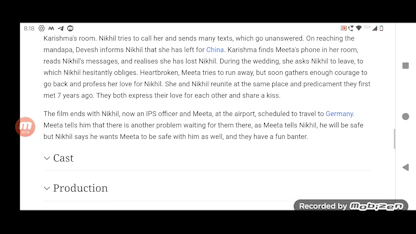 8:18
Karishma's room. Nikhil tries to call her and sends many texts, which go unanswered. On reaching the
mandapa, Devesh informs Nikhil that she has left for China. Karishma finds Meeta's phone in her room,
reads Nikhil's messages, and realises she has lost Nikhil. During the wedding, she asks Nikhil to leave, to
which Nikhil hesitantly obliges. Heartbroken, Meeta tries to run away, but soon gathers enough courage to
go back and profess her love for Nikhil. She and Nikhil reunite at the same place and predicament they first
met 7 years ago. They both express their love for each other and share a kiss.
The film ends with Nikhil, now an IPS officer and Meeta, at the airport, scheduled to travel to Germany.
Meeta tells him that there is another problem waiting for them there, as Meeta tells Nikhil, he will be safe
but Nikhil says he wants Meeta to be safe with him as well, and they have a fun banter.
Cast
Production
Recorded by Mobizen